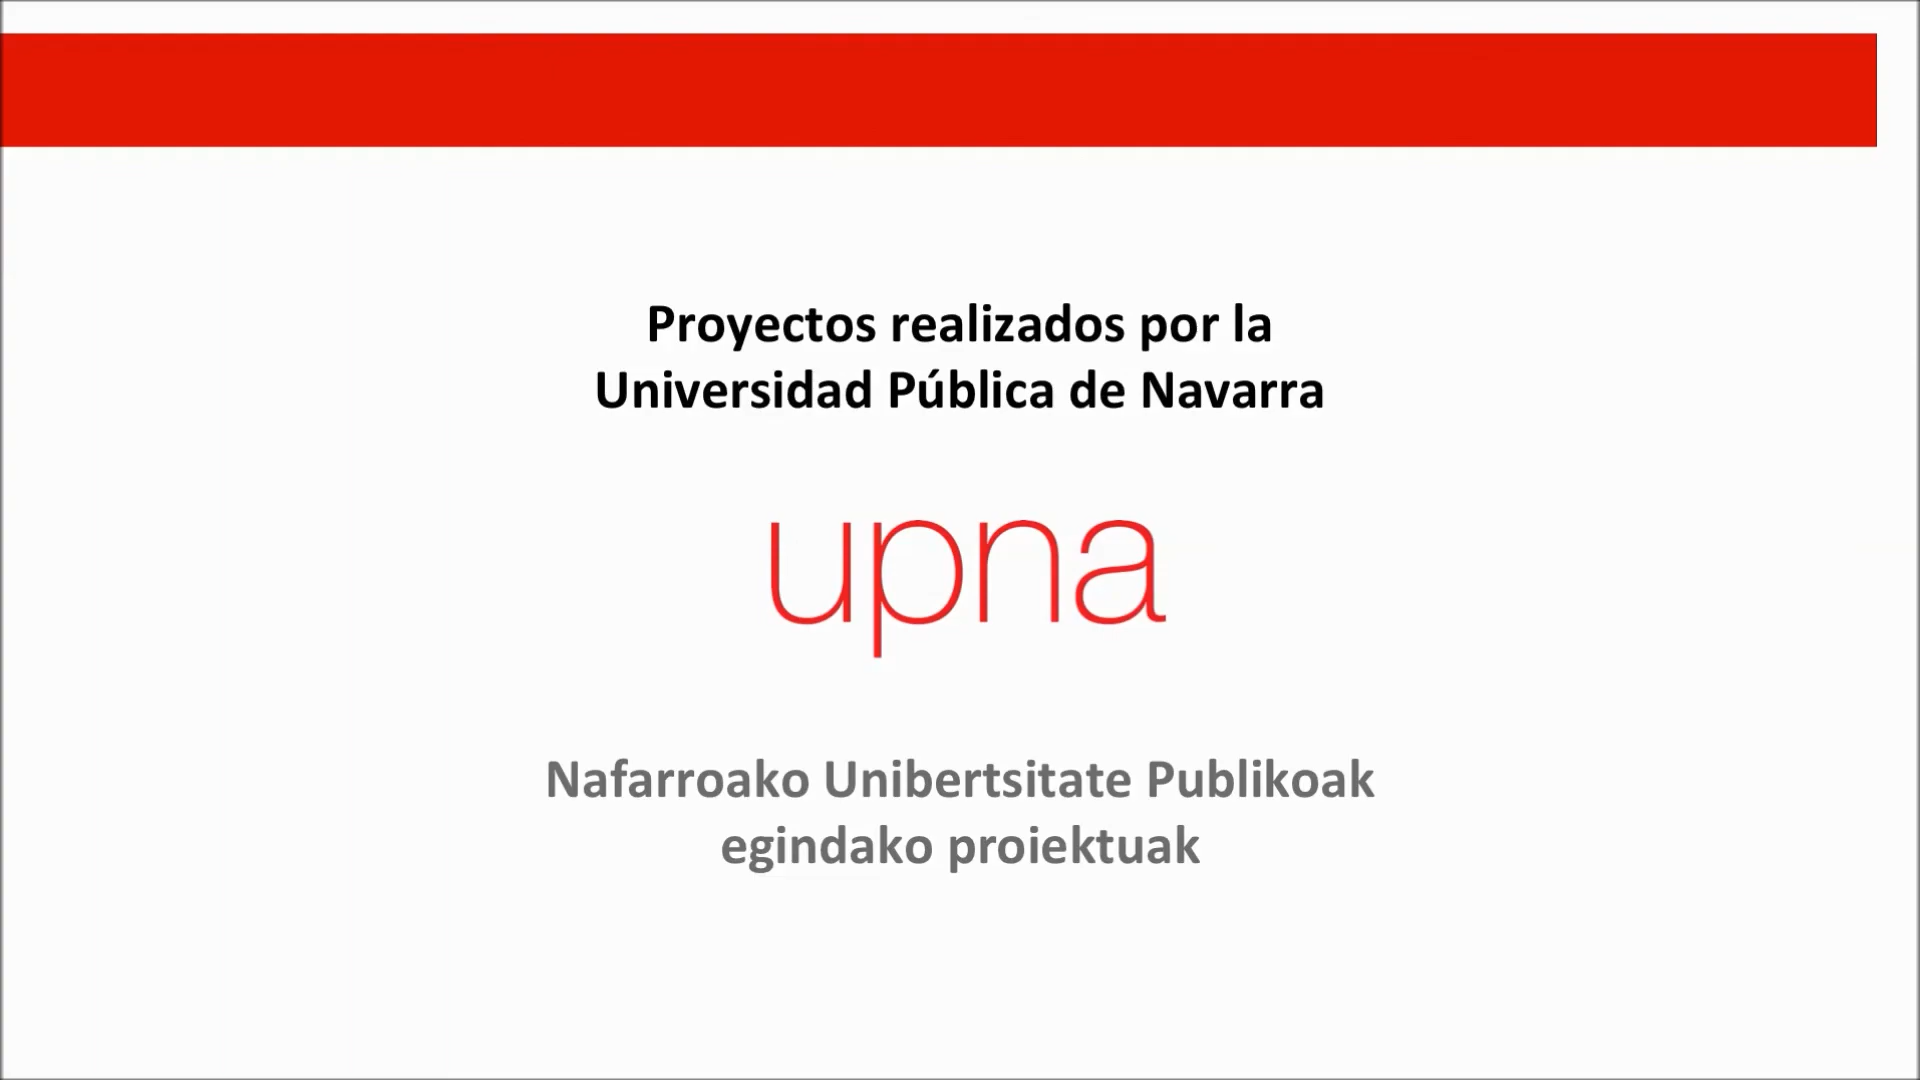 Proyectos realizados por la
Universidad Pública de Navarra
upna
Nafarroako Unibertsitate Publikoak
egindako proiektuak